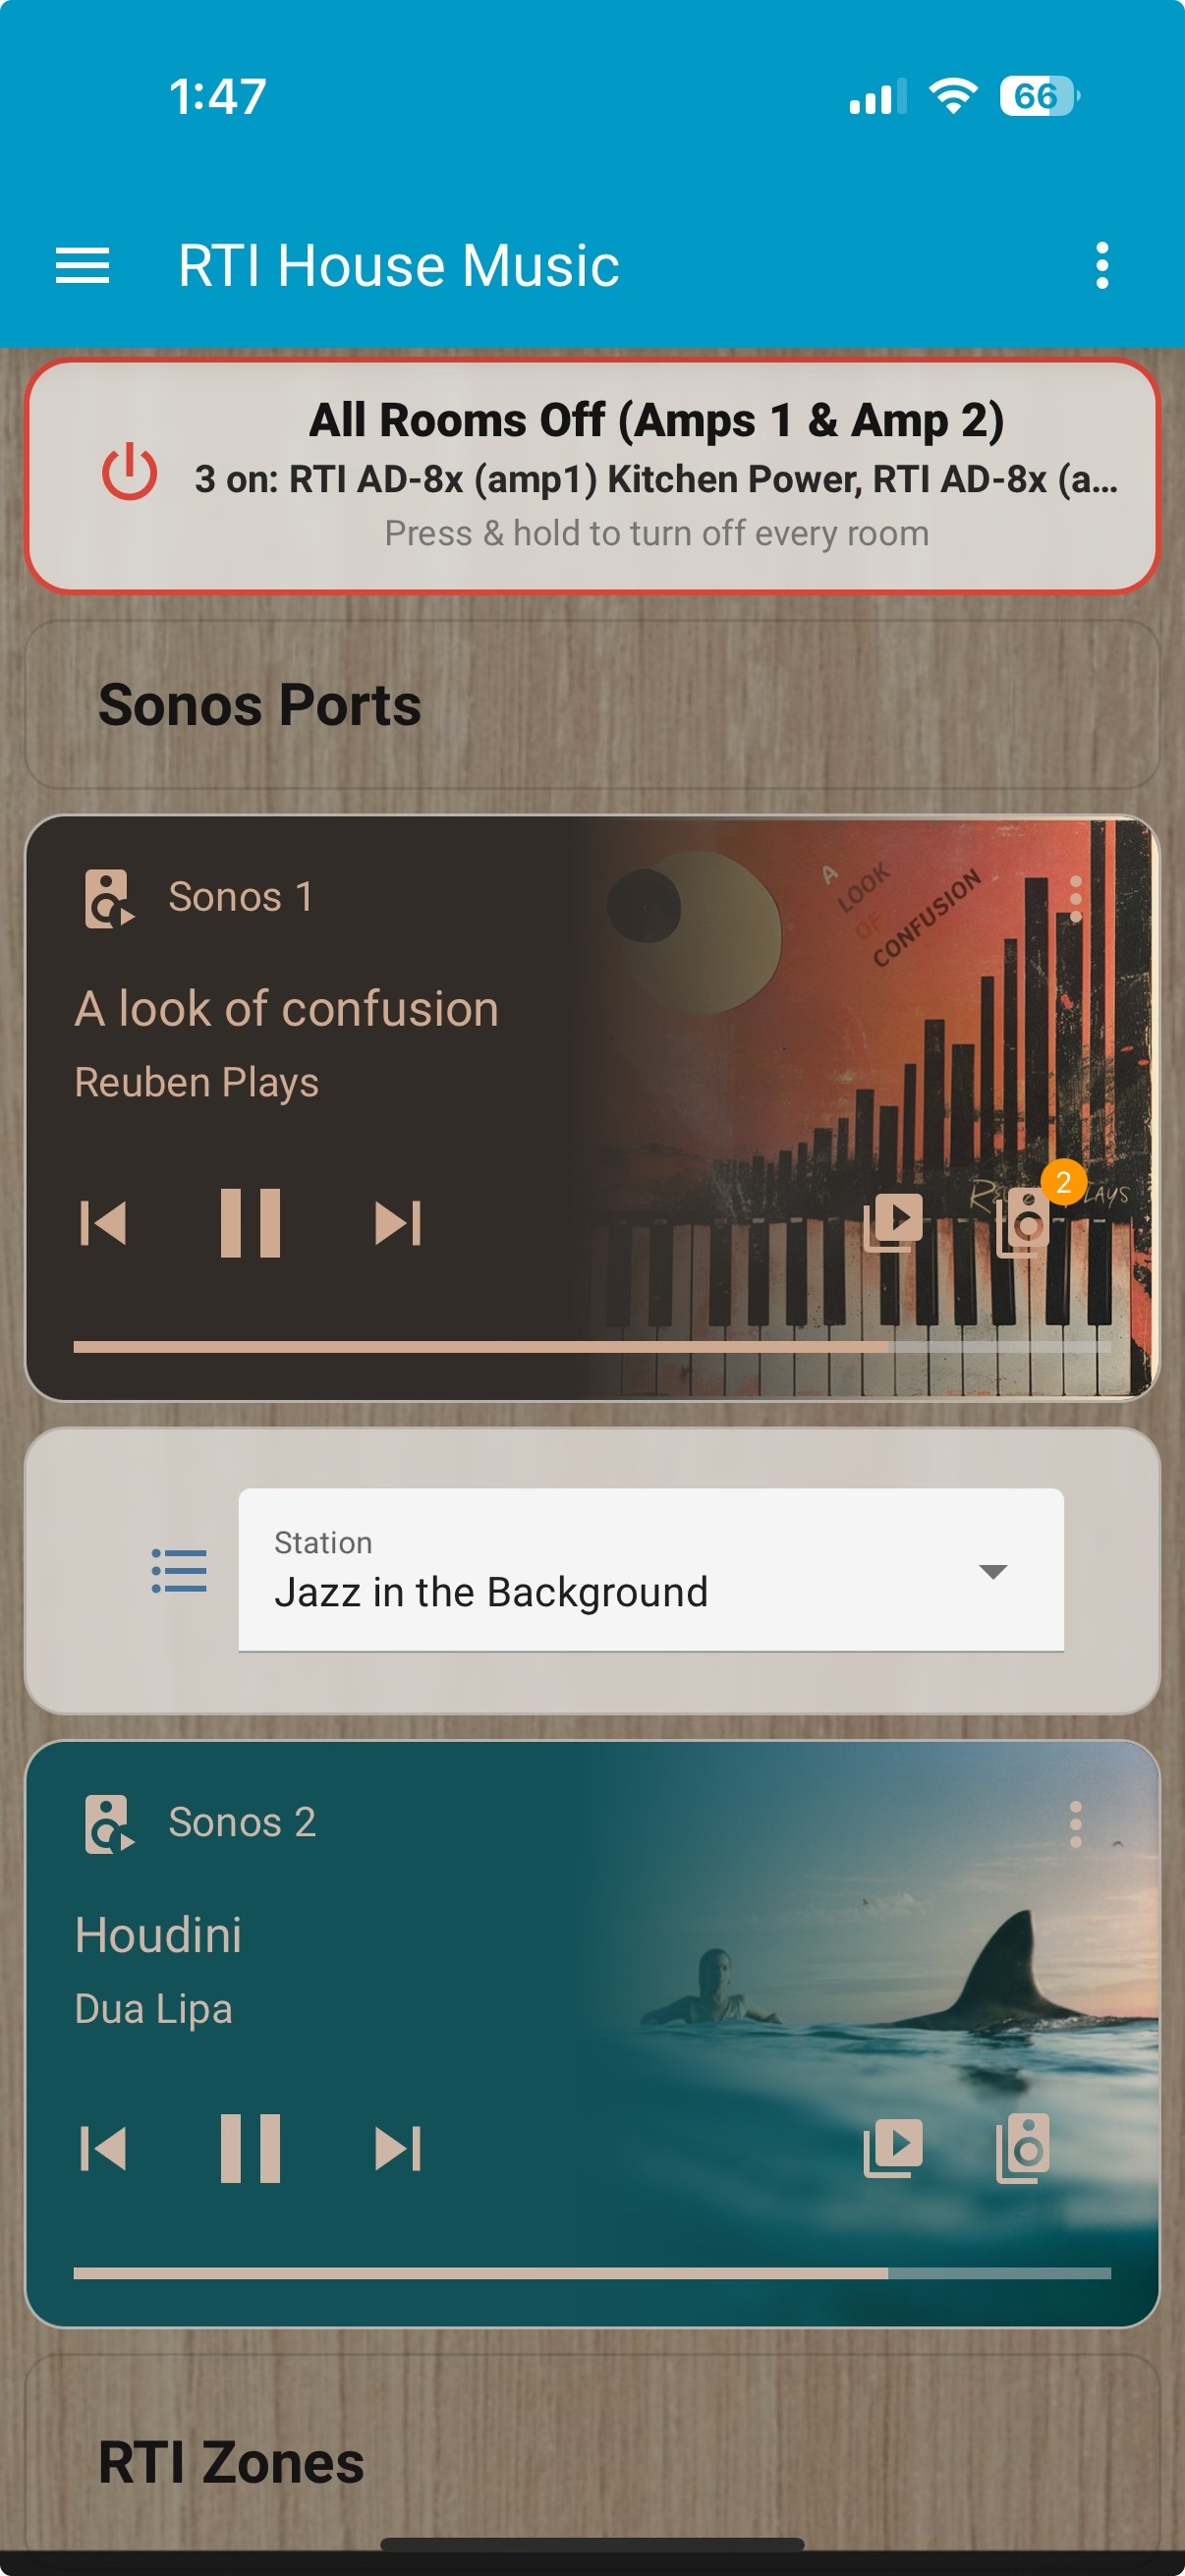 1:47
66
RTI House Music
All Rooms Off (Amps 1 & Amp 2)
3 on: RTI AD-8x (amp1) Kitchen Power, RTI AD-8x (a...
Press & hold to turn off every room
Sonos Ports
Sonos 1
A
LOOK
OF
CONFUSION
A look of confusion
Reuben Plays
2
Station
Jazz in the Background
Sonos 2
Houdini
Dua Lipa
RTI Zones